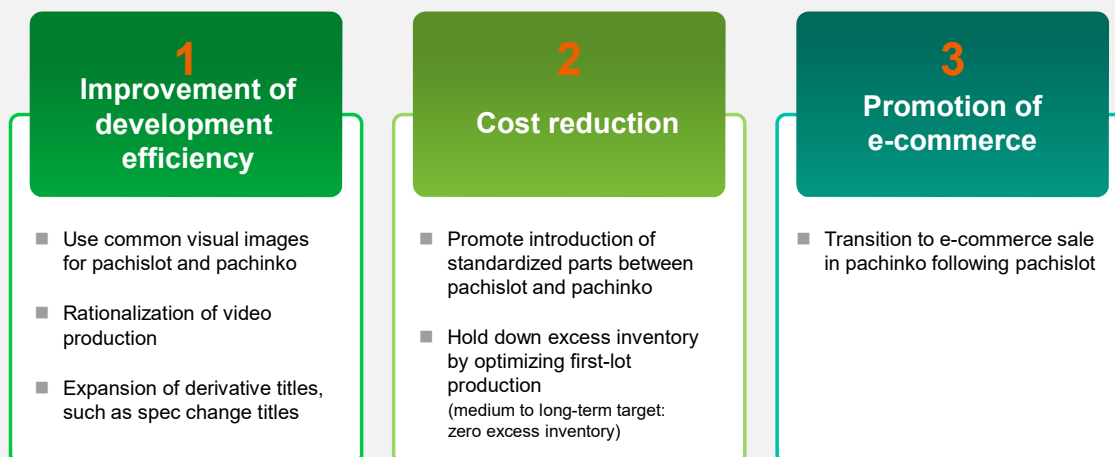 1
Improvement of
development
efficiency
■ Use common visual images
for pachislot and pachinko
■ Rationalization of video
production
■ Expansion of derivative titles,
such as spec change titles
2
Cost reduction
■ Promote introduction of
standardized parts between
pachislot and pachinko
■ Hold down excess inventory
by optimizing first-lot
production
(medium to long-term target:
zero excess inventory)
3
Promotion of
e-commerce
■ Transition to e-commerce sale
in pachinko following pachislot